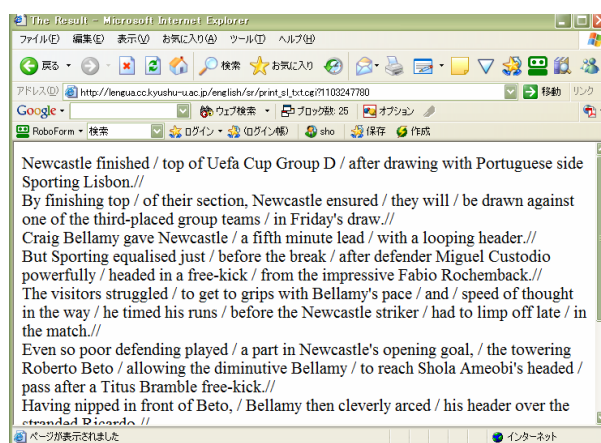 The Result - Microsoft Internet Explorer
ファイル(F) 編集(E) 表示(V) お気に入り(A) ツール(T) ヘルプ(H)
戻る 検索 お気に入り
アドレス(D) http://lengua.cc.kyushu-u.ac.jp/english/sr/print_sl_txt.cgi?1103247780 移動 リンク
Google ウェブ検索 ブロック数: 25 オプション
RoboForm 検索 ログイン (ログイン帳) sho 保存 作成
Newcastle finished / top of Uefa Cup Group D / after drawing with Portuguese side
Sporting Lisbon.//
By finishing top / of their section, Newcastle ensured / they will / be drawn against
one of the third-placed group teams / in Friday's draw.//
Craig Bellamy gave Newcastle / a fifth minute lead / with a looping header.//
But Sporting equalised just / before the break / after defender Miguel Custodio
powerfully / headed in a free-kick / from the impressive Fabio Rochemback.//
The visitors struggled / to get to grips with Bellamy's pace / and / speed of thought
in the way / he timed his runs / before the Newcastle striker / had to limp off late / in
the match.//
Even so poor defending played / a part in Newcastle's opening goal, / the towering
Roberto Beto / allowing the diminutive Bellamy / to reach Shola Ameobi's headed /
pass after a Titus Bramble free-kick.//
Having nipped in front of Beto, / Bellamy then cleverly arced / his header over the
stranded Ricardo.//
ページが表示されました インターネット